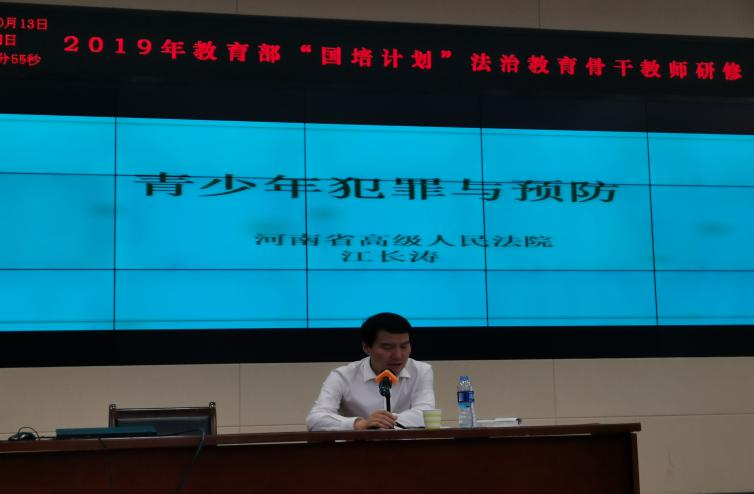 0月13日
日
分55秒
2019年教育部“国培计划”法治教育骨干教师研修
青少年犯罪与预防
河南省高级人民法院
江长涛